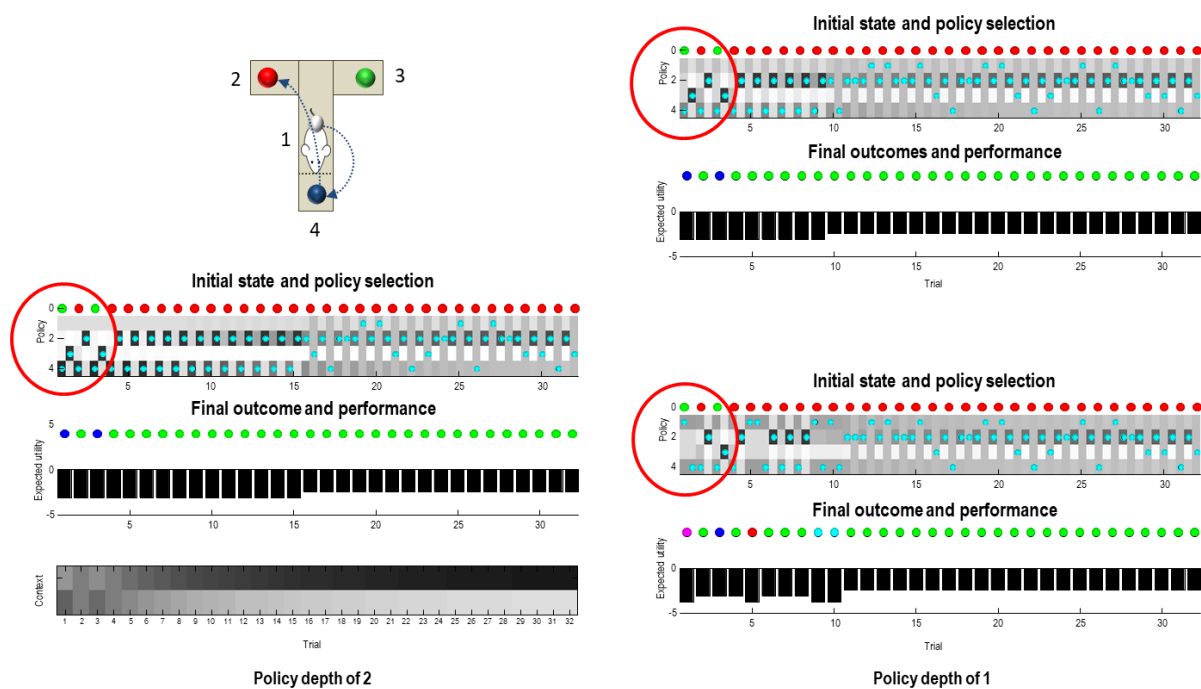 2
3
1
4
Initial state and policy selection
0
Policy
2
4
5 10 15 20 25 30
Final outcome and performance
5
Expected utility
0
-5
5 10 15 20 25 30
Context
1 2 3 4 5 6 7 8 9 10 11 12 13 14 15 16 17 18 19 20 21 22 23 24 25 26 27 28 29 30 31 32
Trial
Policy depth of 2
Initial state and policy selection
0
Policy
2
4
5 10 15 20 25 30
Final outcomes and performance
Expected utility
0
-5
5 10 15 20 25 30
Trial
Initial state and policy selection
0
Policy
2
4
5 10 15 20 25 30
Final outcome and performance
Expected utility
0
-5
5 10 15 20 25 30
Trial
Policy depth of 1